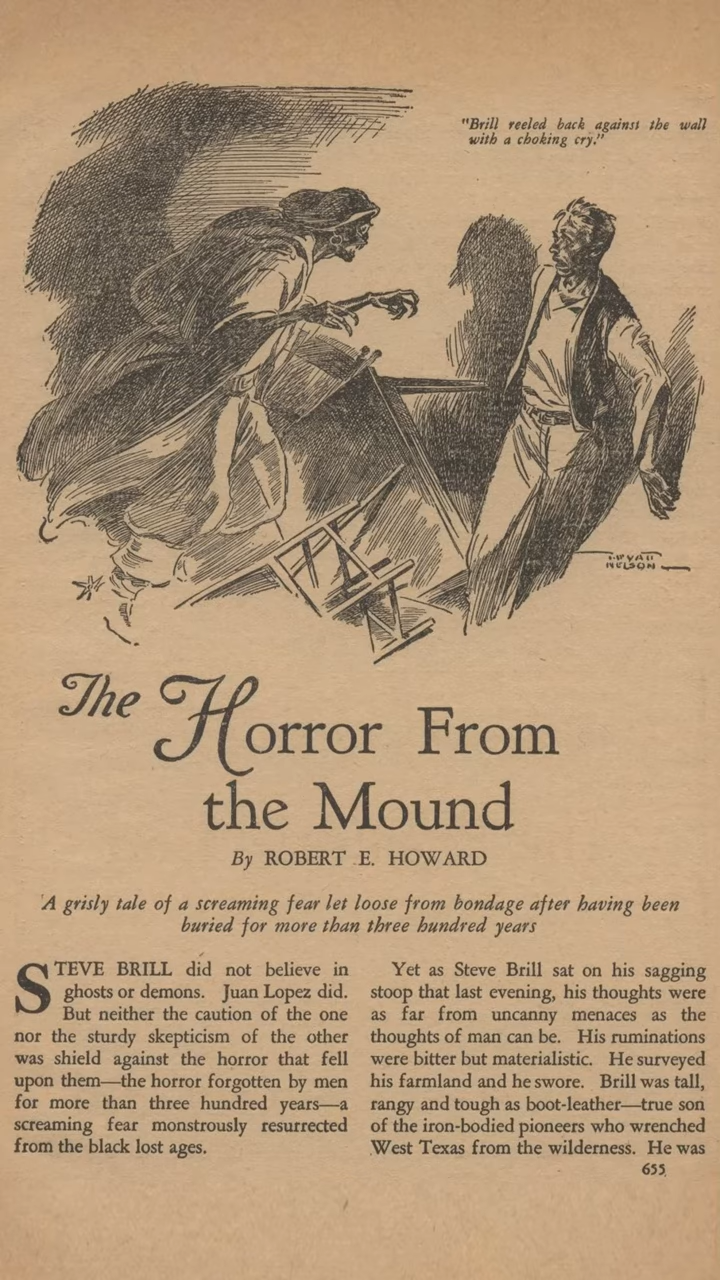 "Brill reeled back against the wall
with a choking cry."
NELSON
The Horror From
the Mound
By ROBERT E. HOWARD
A grisly tale of a screaming fear let loose from bondage after having been
buried for more than three hundred years
STEVE BRILL did not believe in
ghosts or demons. Juan Lopez did.
But neither the caution of the one
nor the sturdy skepticism of the other
was shield against the horror that fell
upon them—the horror forgotten by men
for more than three hundred years—a
screaming fear monstrously resurrected
from the black lost ages.
Yet as Steve Brill sat on his sagging
stoop that last evening, his thoughts were
as far from uncanny menaces as the
thoughts of man can be. His ruminations
were bitter but materialistic. He surveyed
his farmland and he swore. Brill was tall,
rangy and tough as boot-leather—true son
of the iron-bodied pioneers who wrenched
West Texas from the wilderness. He was
655